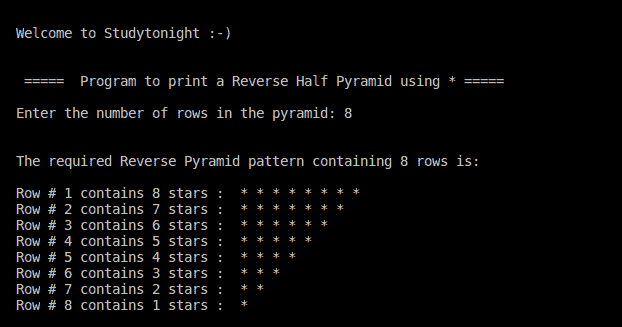 Welcome to Studytonight :-)
===== Program to print a Reverse Half Pyramid using * =====
Enter the number of rows in the pyramid: 8
The required Reverse Pyramid pattern containing 8 rows is:
Row # 1 contains 8 stars : * * * * * * * *
Row # 2 contains 7 stars : * * * * * * *
Row # 3 contains 6 stars : * * * * * *
Row # 4 contains 5 stars : * * * * *
Row # 5 contains 4 stars : * * * *
Row # 6 contains 3 stars : * * *
Row # 7 contains 2 stars : * *
Row # 8 contains 1 stars : *